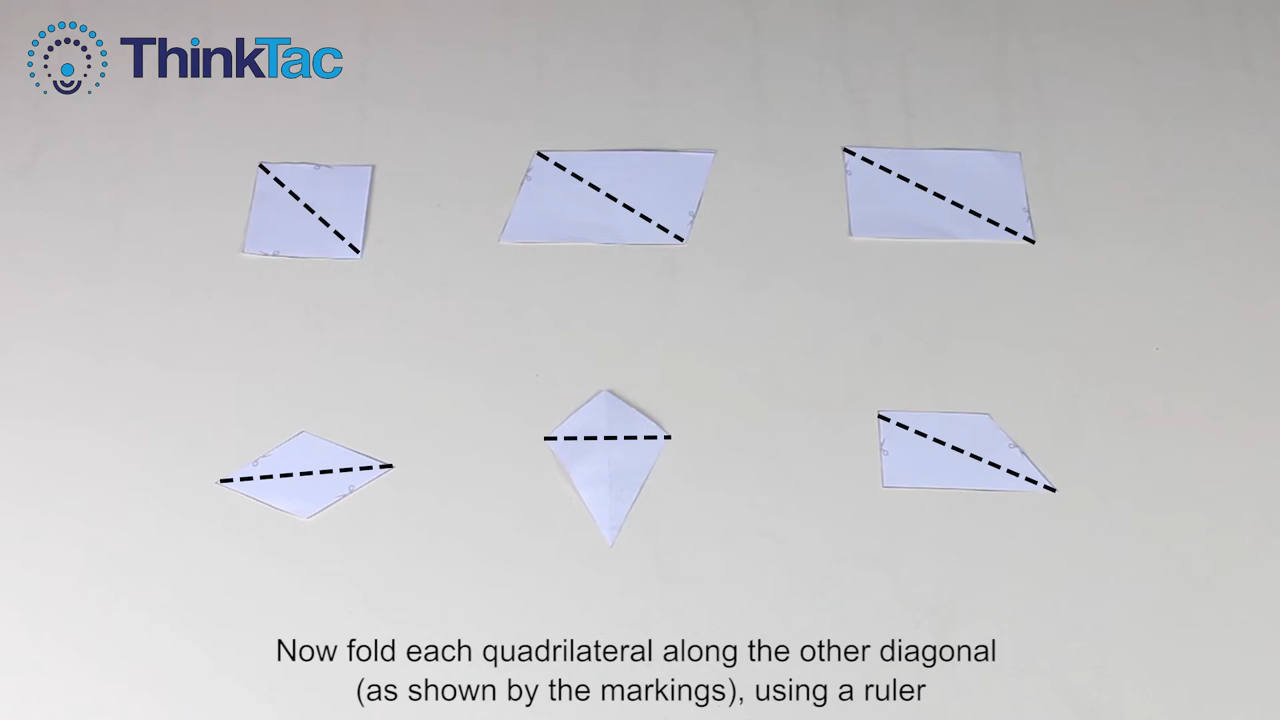 ThinkTac
Now fold each quadrilateral along the other diagonal
(as shown by the markings), using a ruler